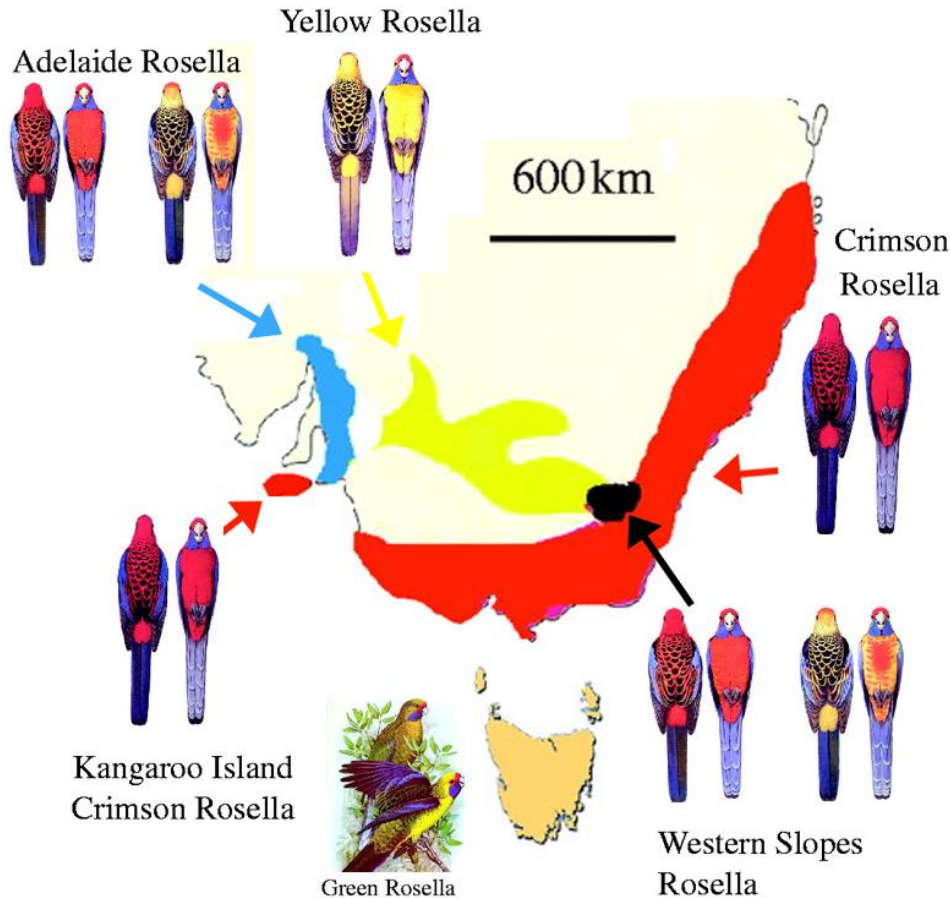 Yellow Rosella
Adelaide Rosella
600 km
Crimson
Rosella
Kangaroo Island
Crimson Rosella
Green Rosella
Western Slopes
Rosella